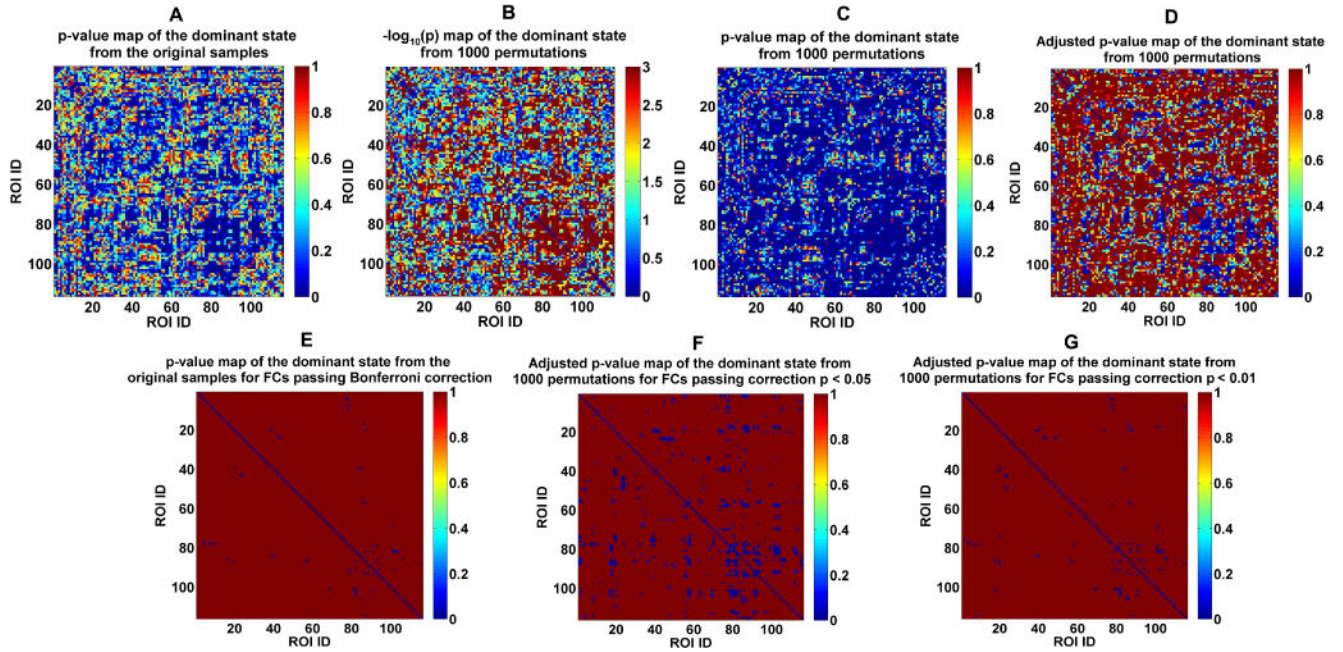 A
p-value map of the dominant state
from the original samples
1
0.8
0.6
0.4
0.2
0
20
40
60
80
100
ROI ID
20 40 60 80 100
ROI ID
B
-log₁₀(p) map of the dominant state
from 1000 permutations
3
2.5
2
1.5
1
0.5
0
20
40
60
80
100
ROI ID
20 40 60 80 100
ROI ID
C
p-value map of the dominant state
from 1000 permutations
1
0.8
0.6
0.4
0.2
0
20
40
60
80
100
ROI ID
20 40 60 80 100
ROI ID
D
Adjusted p-value map of the dominant state
from 1000 permutations
1
0.8
0.6
0.4
0.2
0
20
40
60
80
100
ROI ID
20 40 60 80 100
ROI ID
E
p-value map of the dominant state from the
original samples for FCs passing Bonferroni correction
1
0.8
0.6
0.4
0.2
0
20
40
60
80
100
ROI ID
20 40 60 80 100
ROI ID
F
Adjusted p-value map of the dominant state from
1000 permutations for FCs passing correction p < 0.05
1
0.8
0.6
0.4
0.2
0
20
40
60
80
100
ROI ID
20 40 60 80 100
ROI ID
G
Adjusted p-value map of the dominant state from
1000 permutations for FCs passing correction p < 0.01
1
0.8
0.6
0.4
0.2
0
20
40
60
80
100
ROI ID
20 40 60 80 100
ROI ID